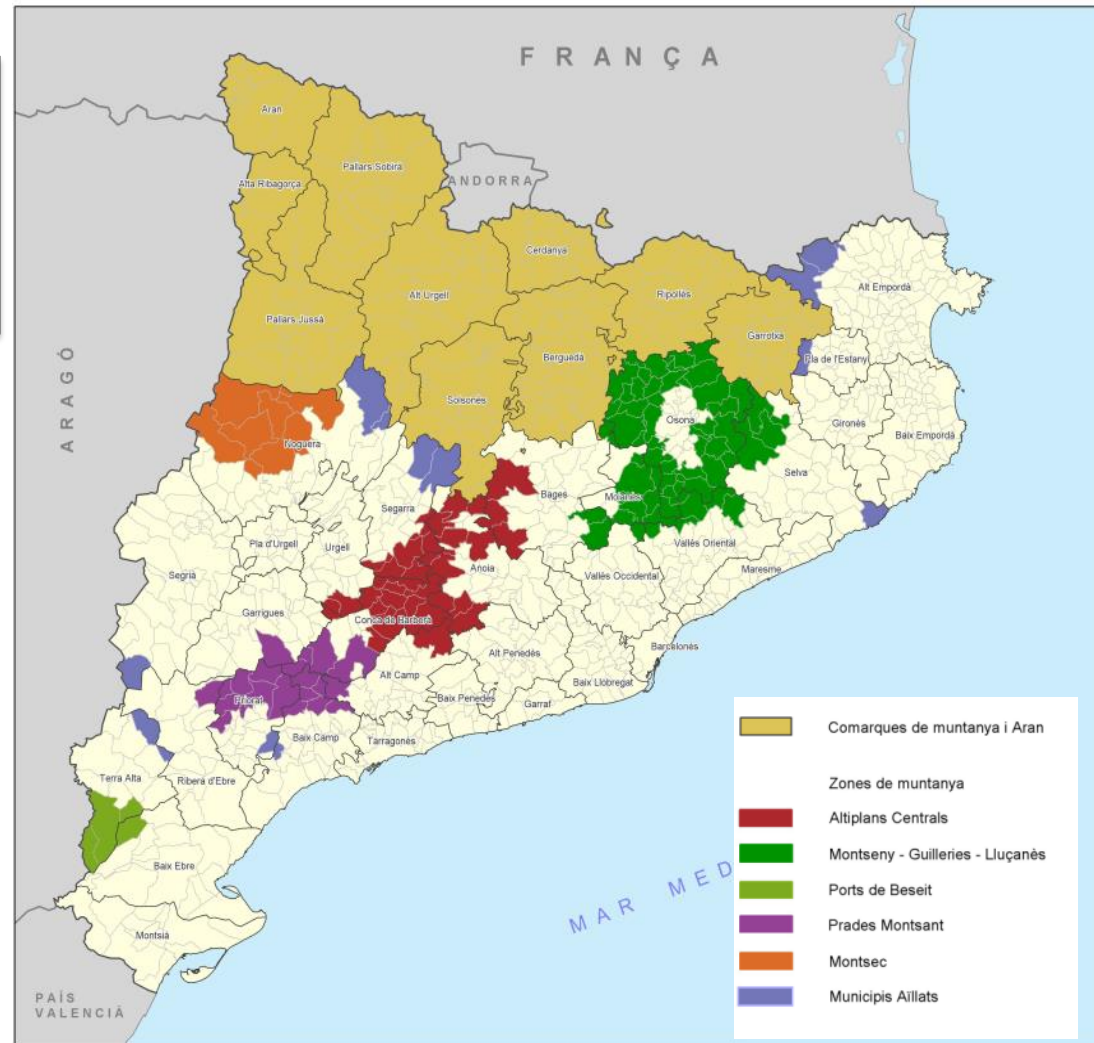 FRANÇA
Aran
Pallars Sobirà
Alta Ribagorça
ANDORRA
Cerdanya
Alt Urgell
Ripollès
Alt Empordà
Pallars Jussà
Garrotxa
Berguedà
Pla de l'Estany
ARAGÓ
Solsonès
Osona
Gironès
Baix Empordà
Noguera
Selva
Bages
Moianès
Segarra
Pla d'Urgell
Urgell
Vallès Oriental
Anoia
Vallès Occidental
Maresme
Segrià
Garrigues
Conca de Barberà
Barcelonès
Alt Penedès
Alt Camp
Baix Llobregat
Priorat
Baix Penedès
Garraf
Baix Camp
Tarragonès
Terra Alta
Ribera d'Ebre
Baix Ebre
MAR MED
Montsià
PAÍS
VALENCIÀ
Comarques de muntanya i Aran
Zones de muntanya
Altiplans Centrals
Montseny - Guilleries - Lluçanès
Ports de Beseit
Prades Montsant
Montsec
Municipis Aïllats